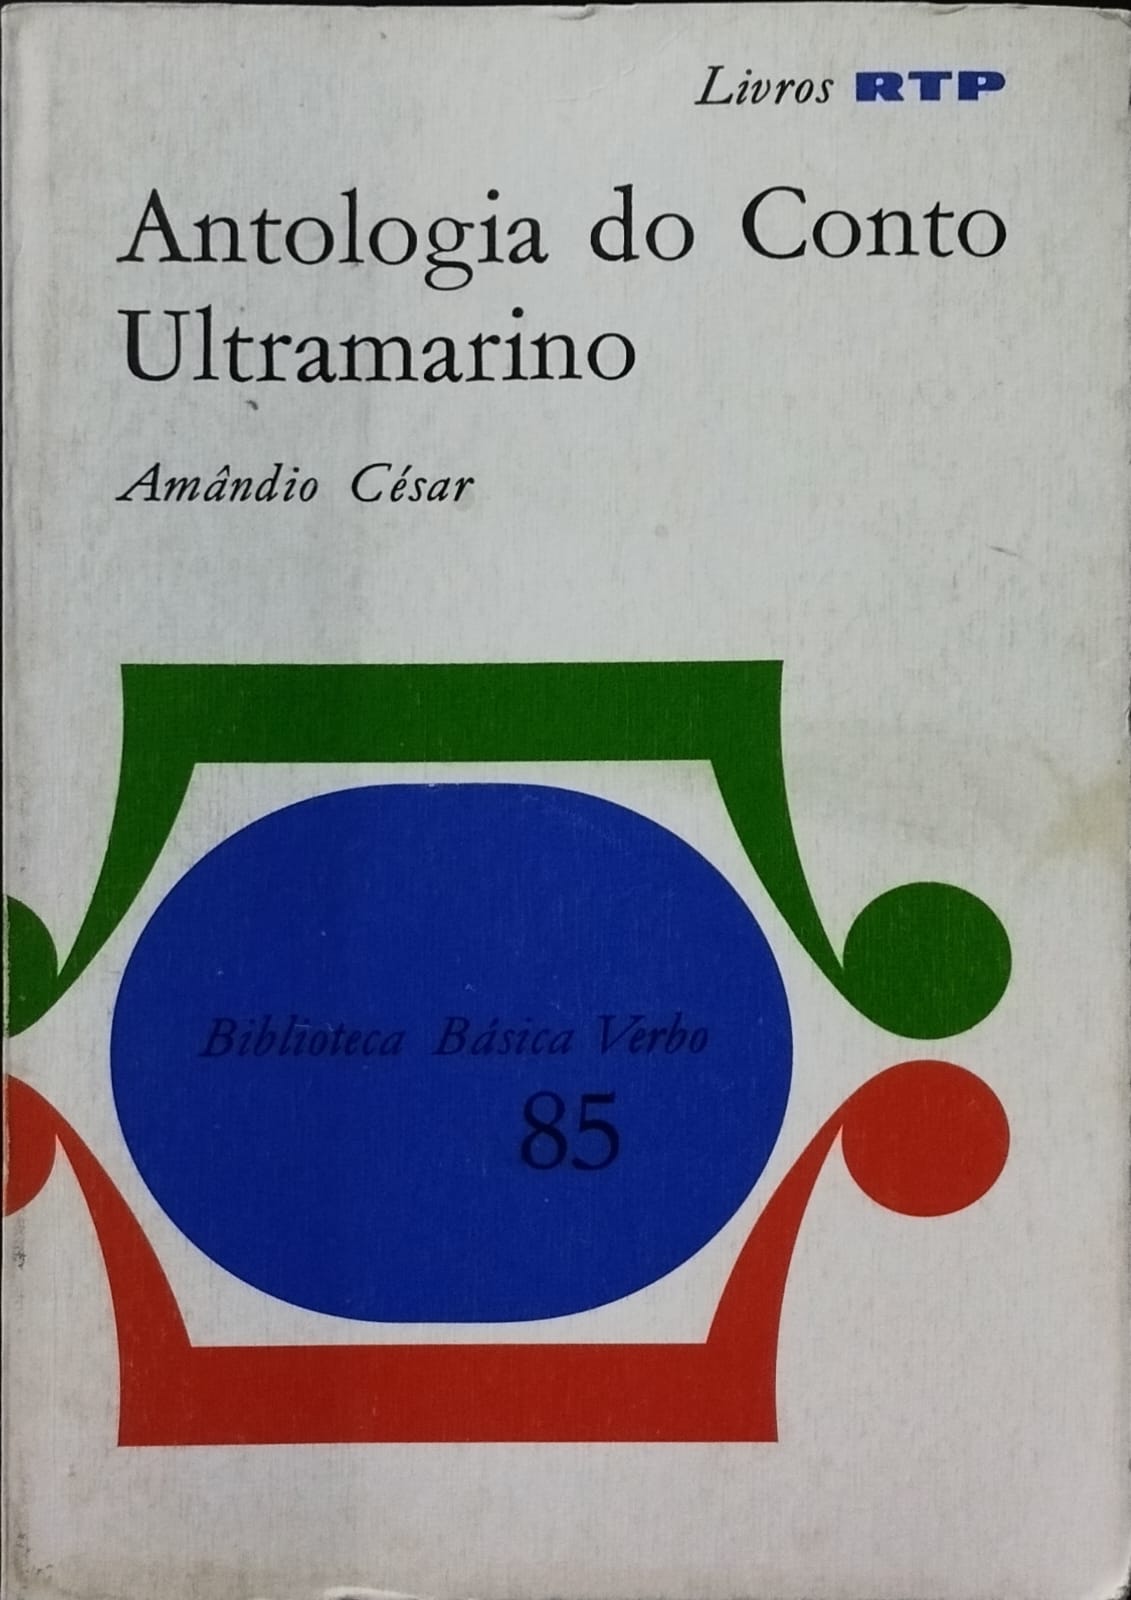 Livros RTP
Antologia do Conto
Ultramarino
Amândio César
Biblioteca Básica Verbo
85